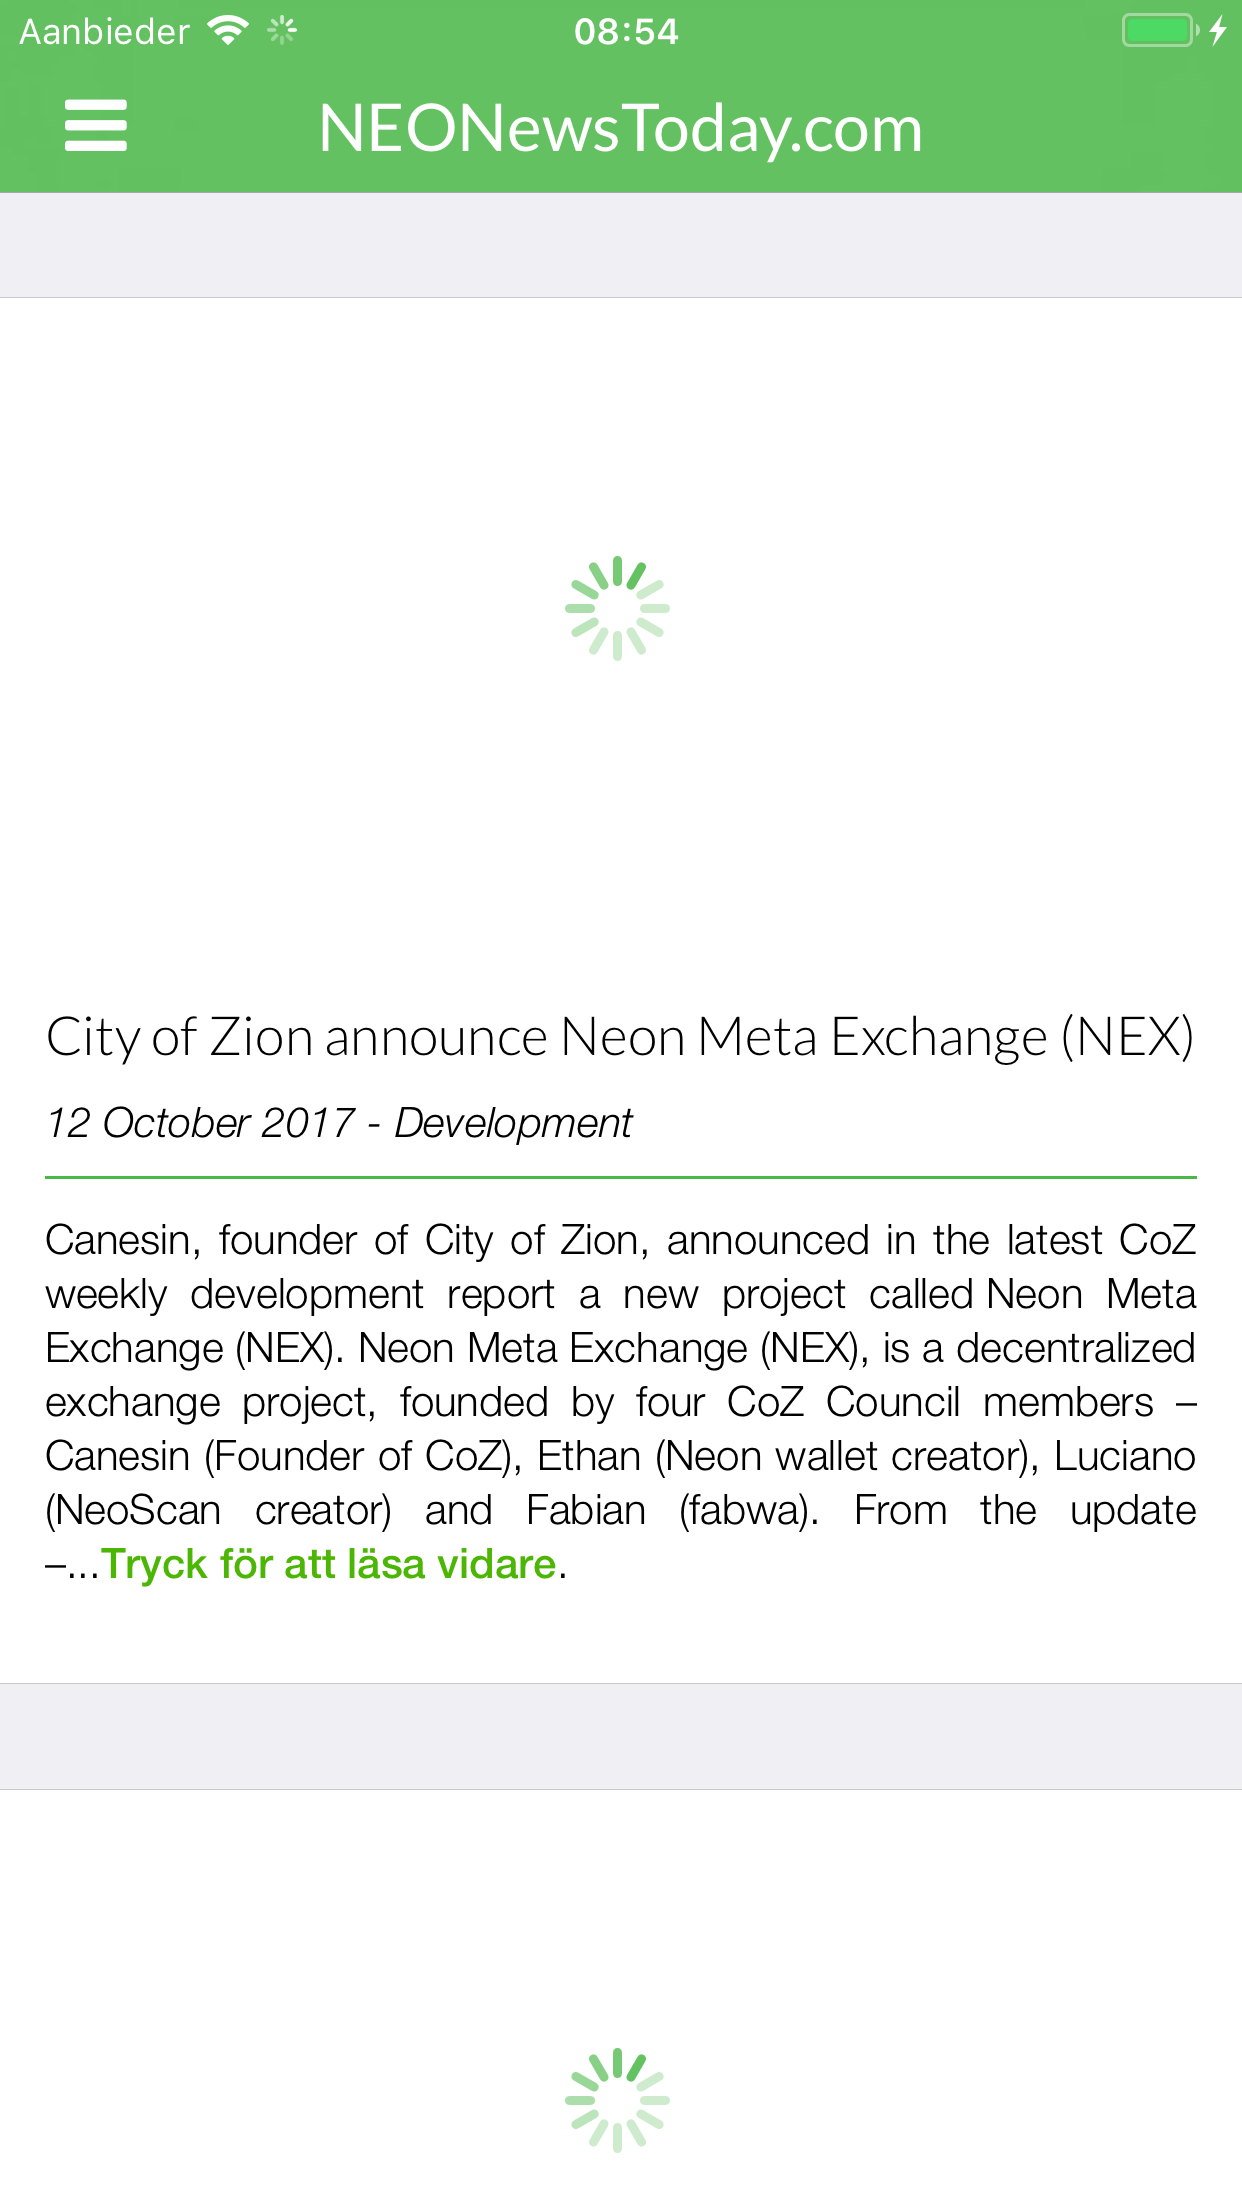 Aanbieder 08:54
NEONewsToday.com
City of Zion announce Neon Meta Exchange (NEX)
12 October 2017 - Development
Canesin, founder of City of Zion, announced in the latest CoZ
weekly development report a new project called Neon Meta
Exchange (NEX). Neon Meta Exchange (NEX), is a decentralized
exchange project, founded by four CoZ Council members –
Canesin (Founder of CoZ), Ethan (Neon wallet creator), Luciano
(NeoScan creator) and Fabian (fabwa). From the update
–...Tryck för att läsa vidare.